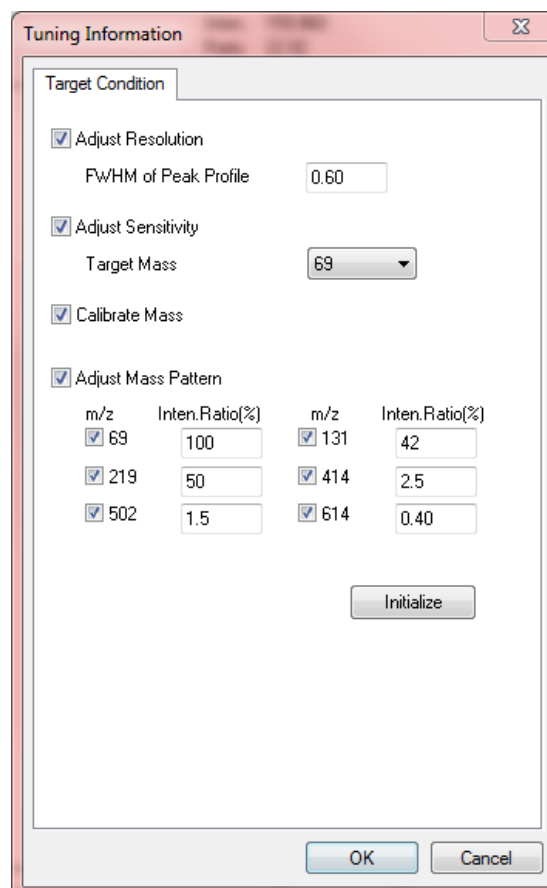 Tuning Information
Target Condition
Adjust Resolution
FWHM of Peak Profile 0.60
Adjust Sensitivity
Target Mass 69
Calibrate Mass
Adjust Mass Pattern
m/z Inten.Ratio(%) m/z Inten.Ratio(%)
69 100 131 42
219 50 414 2.5
502 1.5 614 0.40
Initialize
OK Cancel